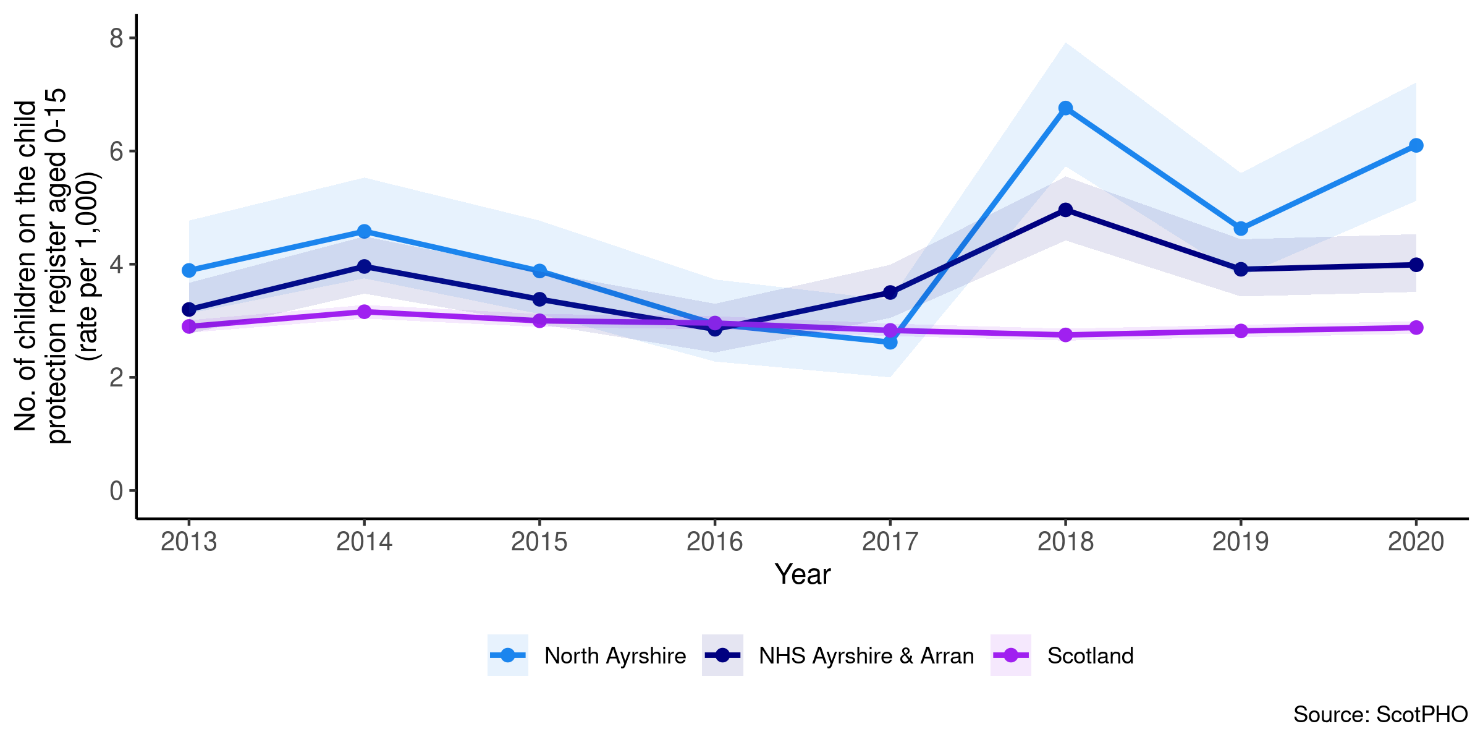 No. of children on the child
protection register aged 0-15
(rate per 1,000)
8
6
4
2
0
2013 2014 2015 2016 2017 2018 2019 2020
Year
North Ayrshire NHS Ayrshire & Arran Scotland
Source: ScotPHO